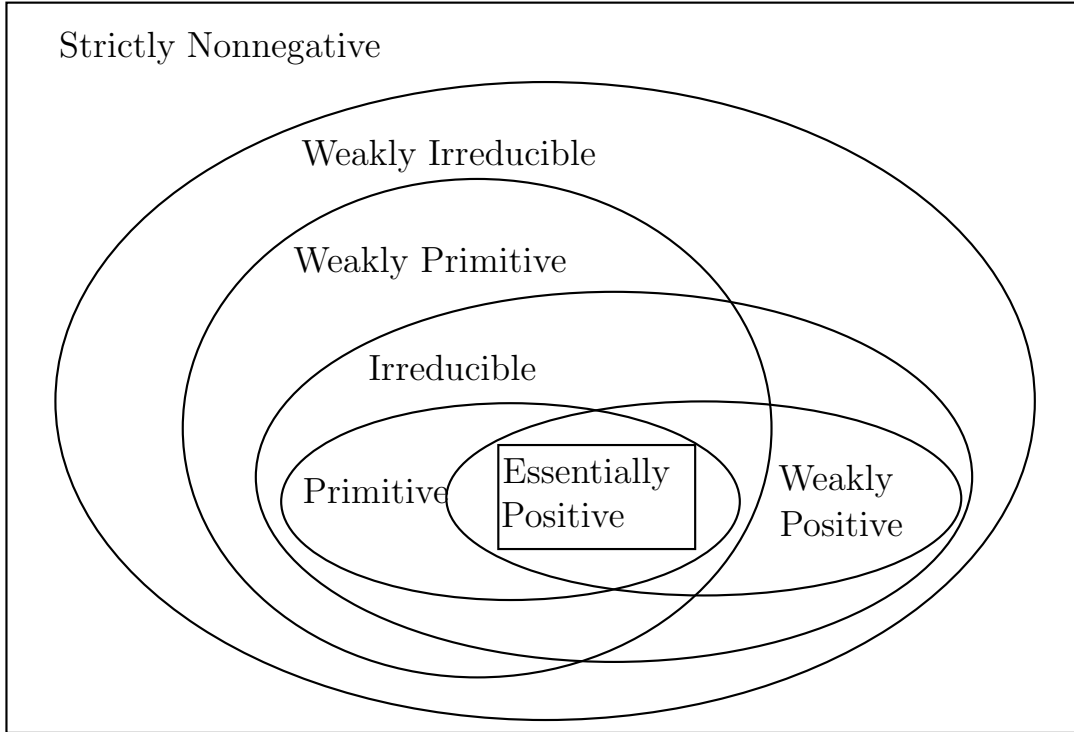 Strictly Nonnegative
Weakly Irreducible
Weakly Primitive
Irreducible
Primitive
Essentially
Positive
Weakly
Positive